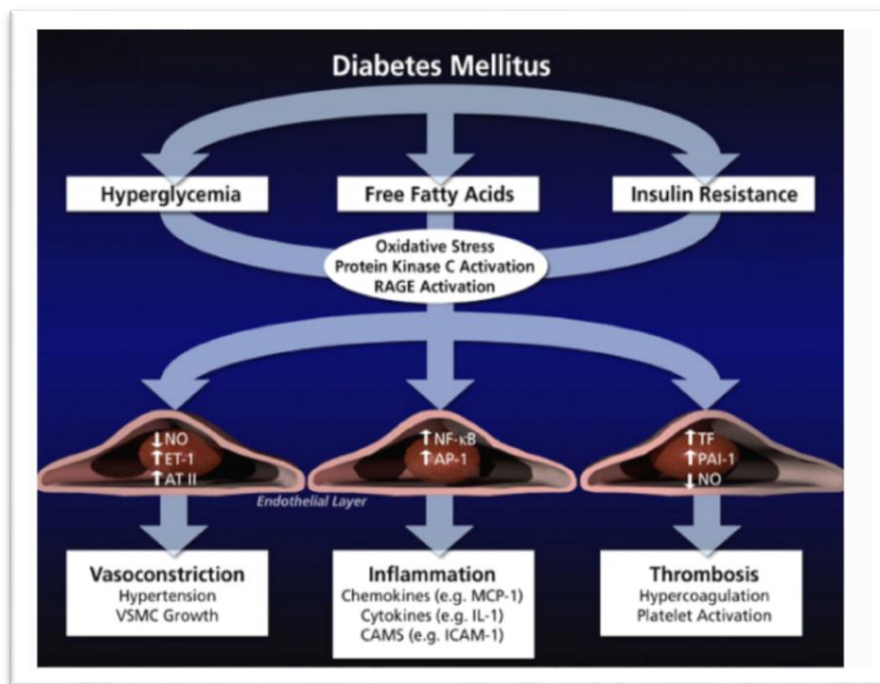 Diabetes Mellitus
Hyperglycemia
Free Fatty Acids
Insulin Resistance
Oxidative Stress
Protein Kinase C Activation
RAGE Activation
↓NO
↑ET-1
↑AT II
↑NF-κB
↑AP-1
↑TF
↑PAI-1
↓NO
Endothelial Layer
Vasoconstriction
Hypertension
VSMC Growth
Inflammation
Chemokines (e.g. MCP-1)
Cytokines (e.g. IL-1)
CAMS (e.g. ICAM-1)
Thrombosis
Hypercoagulation
Platelet Activation